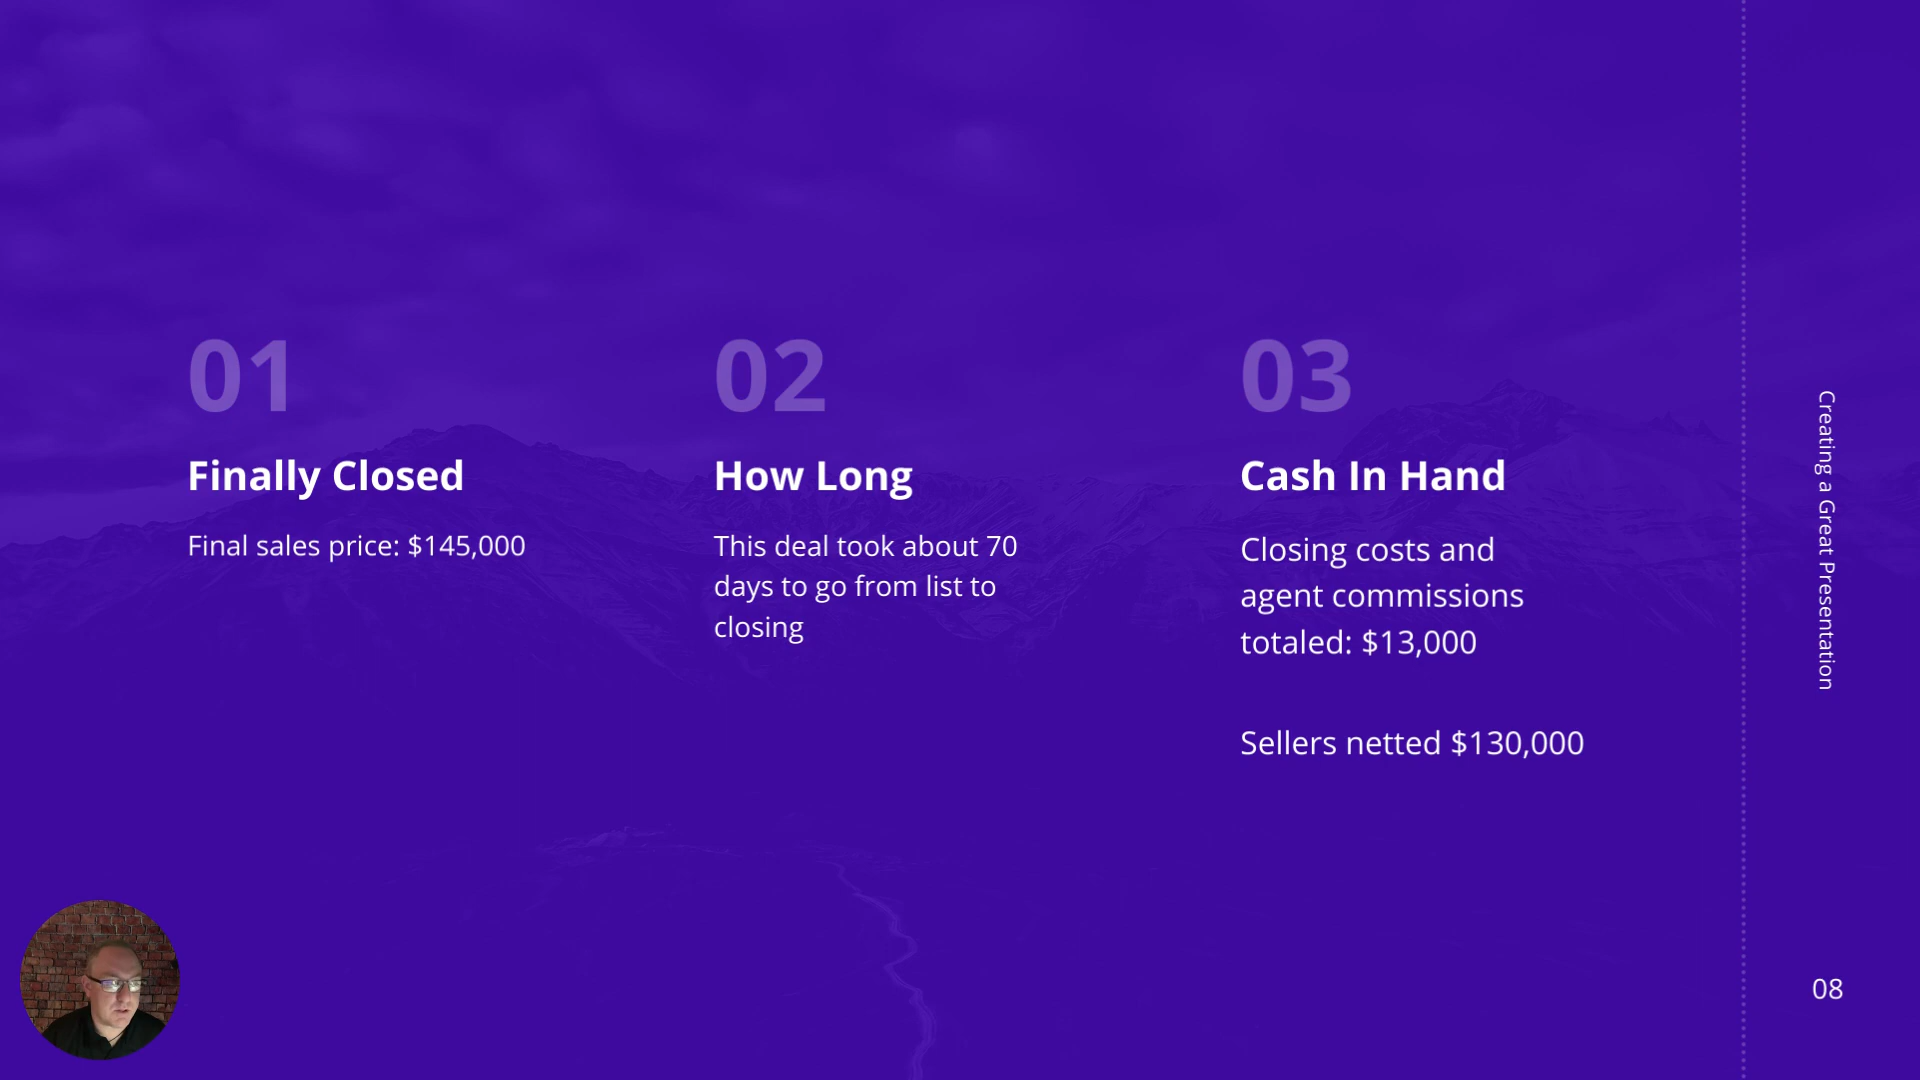 01
Finally Closed
Final sales price: $145,000
02
How Long
This deal took about 70
days to go from list to
closing
03
Cash In Hand
Closing costs and
agent commissions
totaled: $13,000
Sellers netted $130,000
Creating a Great Presentation
08